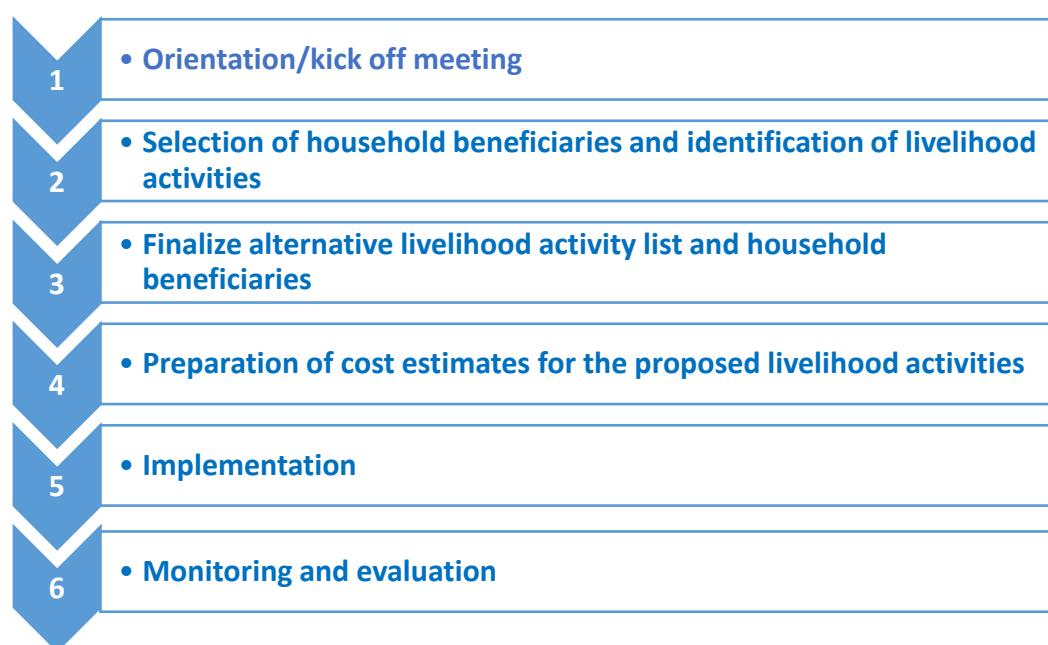 1
• Orientation/kick off meeting
2
• Selection of household beneficiaries and identification of livelihood
activities
3
• Finalize alternative livelihood activity list and household
beneficiaries
4
• Preparation of cost estimates for the proposed livelihood activities
5
• Implementation
6
• Monitoring and evaluation